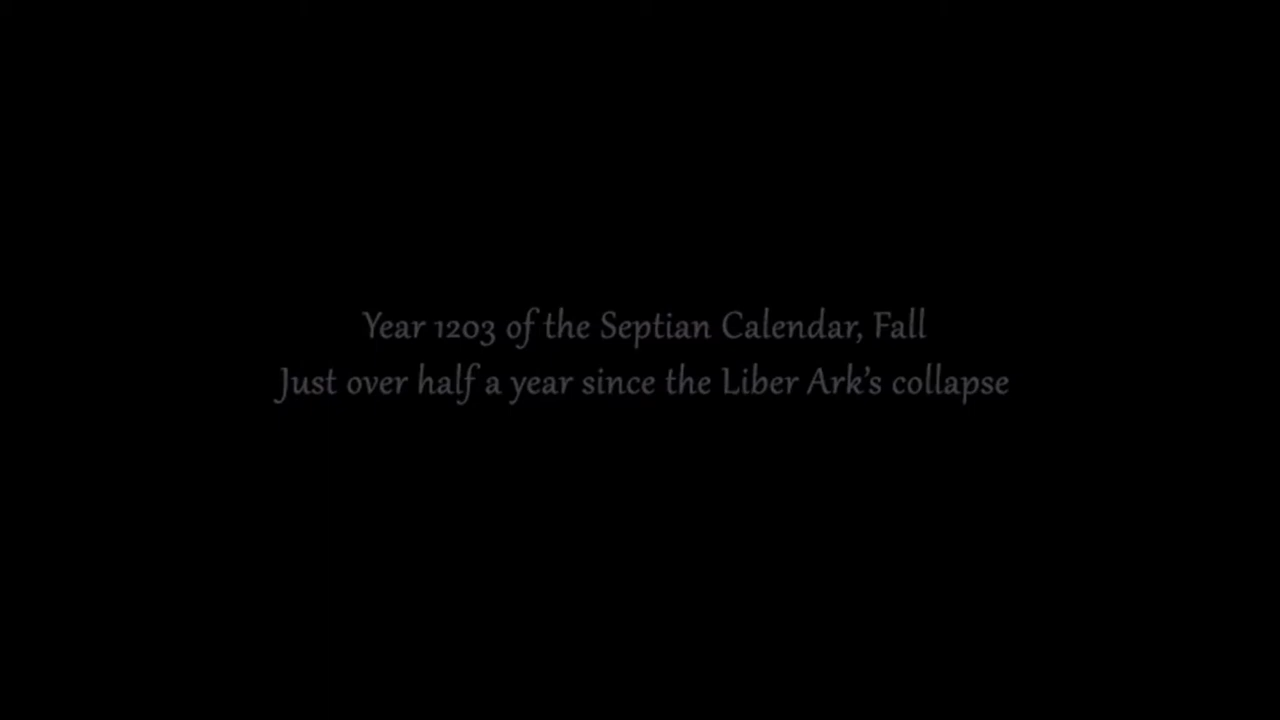 Year 1203 of the Septian Calendar, Fall
Just over half a year since the Liber Ark’s collapse